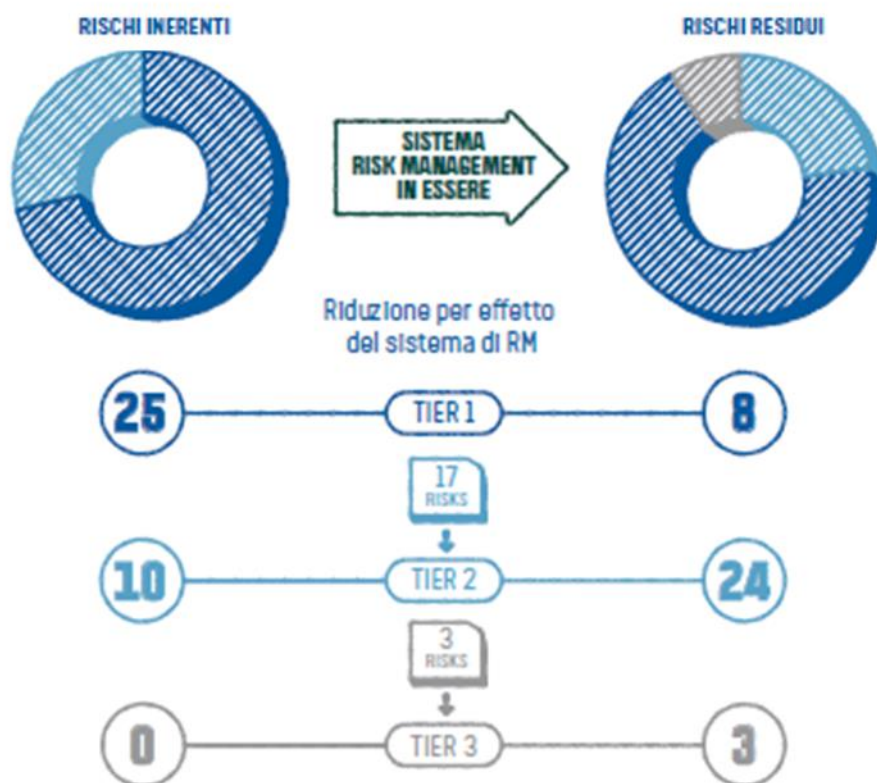 RISCHI INERENTI
RISCHI RESIDUI
SISTEMA
RISK MANAGEMENT
IN ESSERE
Riduzione per effetto
del sistema di RM
25
TIER 1
8
17
RISKS
10
TIER 2
24
3
RISKS
0
TIER 3
3